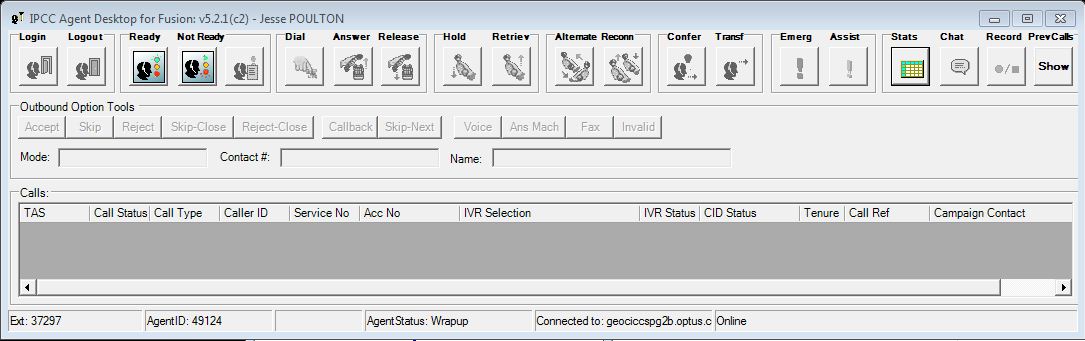 IPCC Agent Desktop for Fusion: v5.2.1(c2) - Jesse POULTON
Login Logout Ready Not Ready Dial Answer Release Hold Retriev Alternate Reconn Confer Transf Emerg Assist Stats Chat Record PrevCalls
Show
Outbound Option Tools
Accept Skip Reject Skip-Close Reject-Close Callback Skip-Next Voice Ans Mach Fax Invalid
Mode: Contact #: Name:
Calls:
TAS Call Status Call Type Caller ID Service No Acc No IVR Selection IVR Status CID Status Tenure Call Ref Campaign Contact
Ext: 37297 AgentID: 49124 AgentStatus: Wrapup Connected to: geociccspg2b.optus.c Online